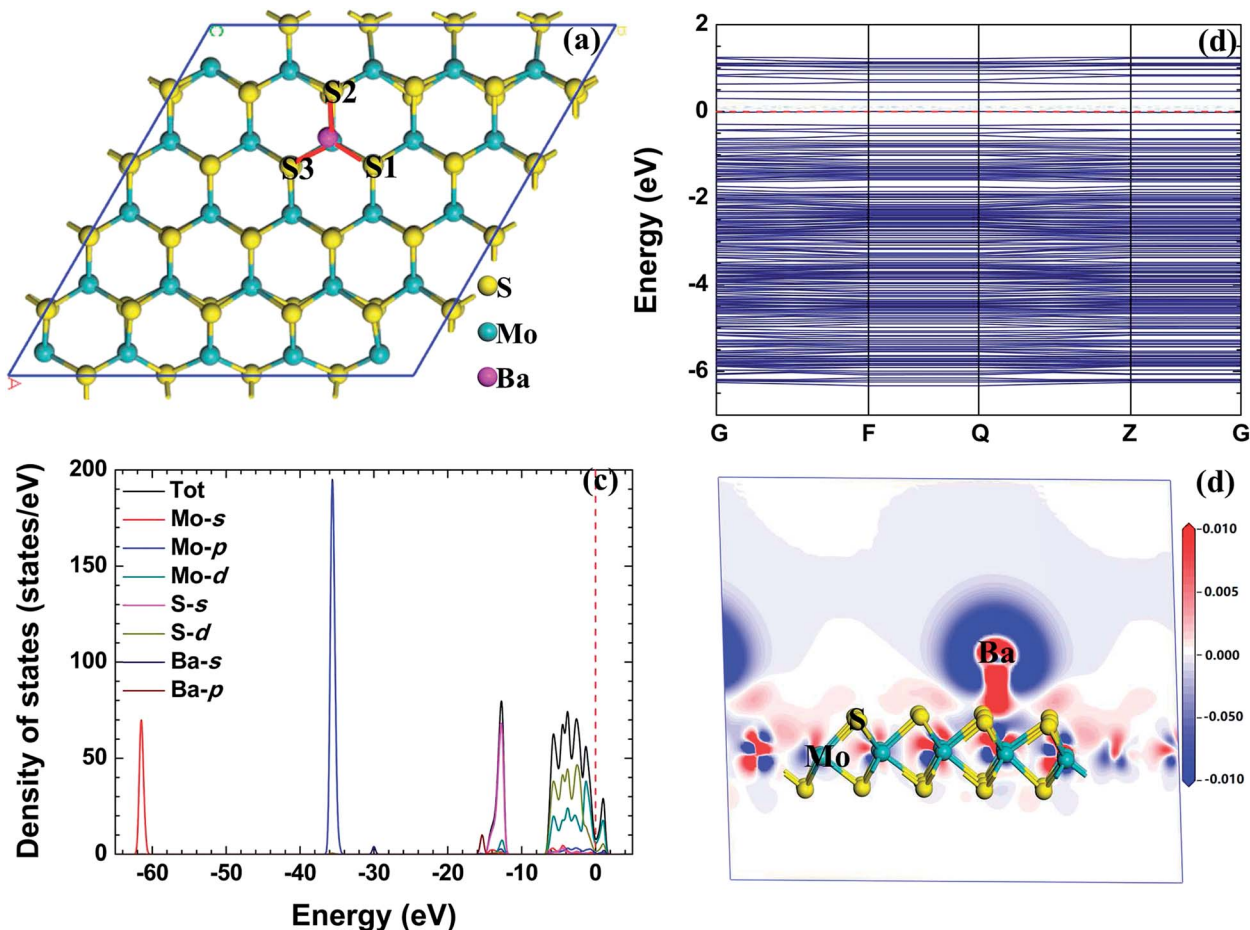 (a)
C
B
S2
S3
S1
S
Mo
Ba
A
(d)
2
0
-2
-4
-6
Energy (eV)
G
F
Q
Z
G
(c)
200
150
100
50
0
Density of states (states/eV)
Tot
Mo-s
Mo-p
Mo-d
S-s
S-d
Ba-s
Ba-p
-60
-50
-40
-30
-20
-10
0
Energy (eV)
(d)
Ba
S
Mo
0.010
0.005
0.000
-0.050
-0.010